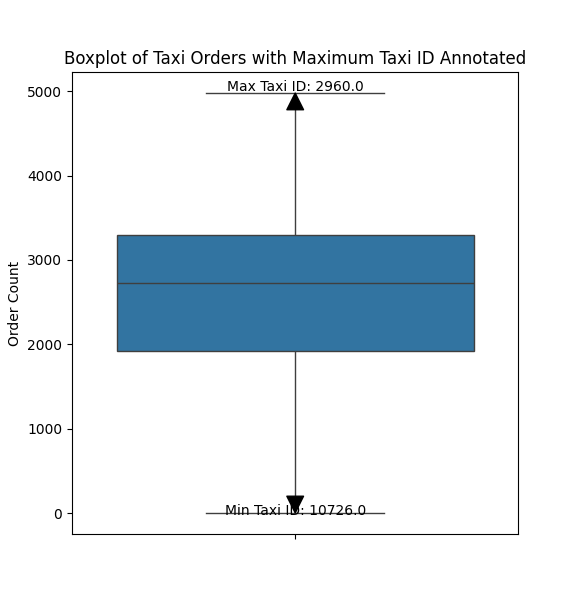 Boxplot of Taxi Orders with Maximum Taxi ID Annotated
Max Taxi ID: 2960.0
5000
4000
3000
2000
1000
0
Order Count
Min Taxi ID: 10726.0